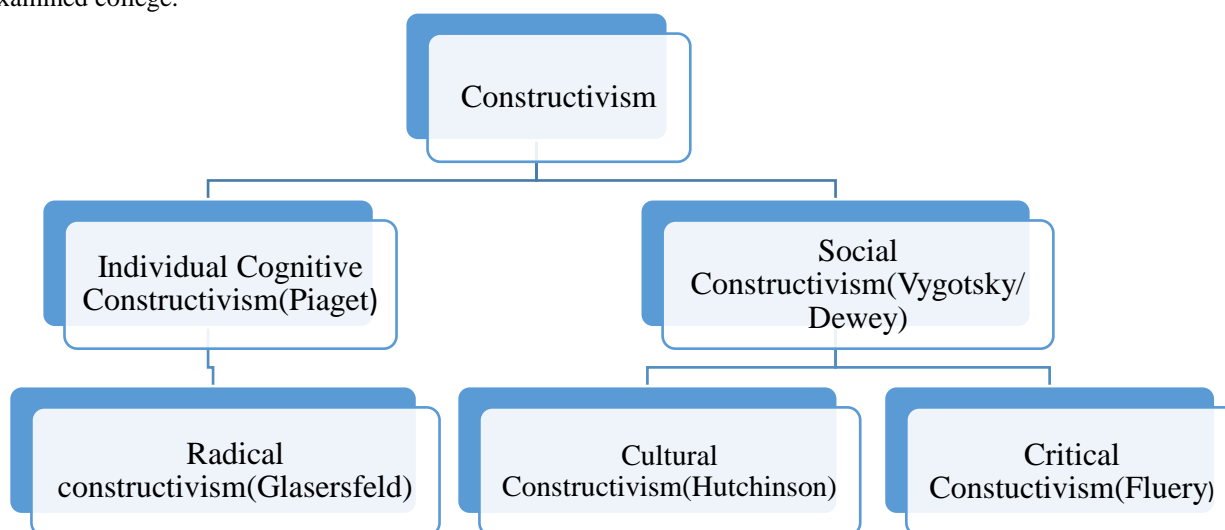 examined college.
Constructivism
Individual Cognitive
Constructivism(Piaget)
Social
Constructivism(Vygotsky/
Dewey)
Radical
constructivism(Glasersfeld)
Cultural
Constructivism(Hutchinson)
Critical
Constuctivism(Fluery)